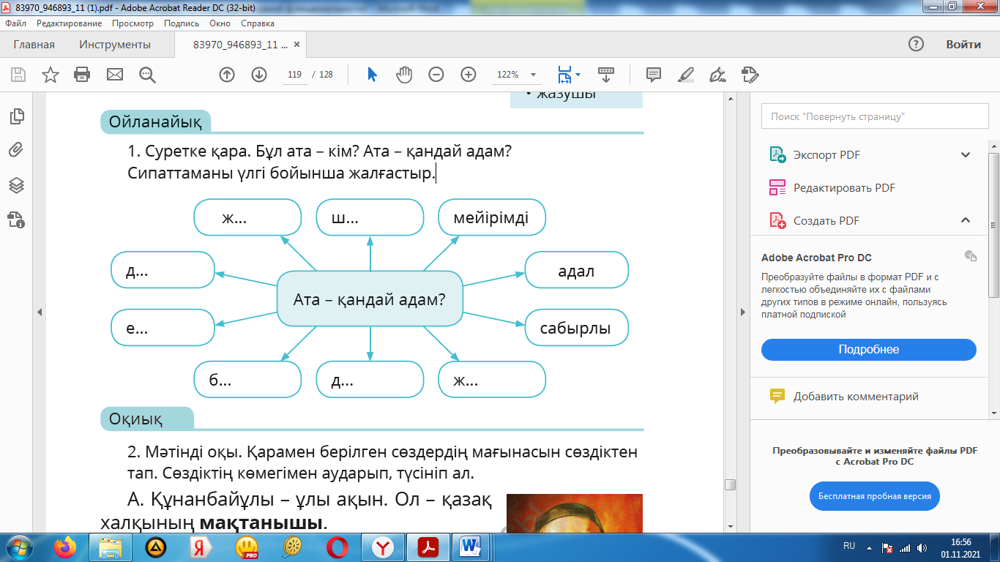 83970_946893_11 (1).pdf - Adobe Acrobat Reader DC (32-bit)
Файл Редактирование Просмотр Подпись Окно Справка
Главная Инструменты 83970_946893_11 ... × Войти
119 / 128 122%
• жазушы
Ойланайық
1. Суретке қара. Бұл ата – кім? Ата – қандай адам?
Сипаттаманы үлгі бойынша жалғастыр.
ж... ш... мейірімді
д... адал
Ата – қандай адам?
е... сабырлы
б... д... ж...
Оқиық
2. Мәтінді оқы. Қарамен берілген сөздердің мағынасын сөздіктен
тап. Сөздіктің көмегімен аударып, түсініп ал.
А. Құнанбайұлы – ұлы ақын. Ол – қазақ
халқының мақтанышы.
Поиск "Повернуть страницу"
Экспорт PDF
Редактировать PDF
Создать PDF
Adobe Acrobat Pro DC
Преобразуйте файлы в формат PDF и с
легкостью объединяйте их с файлами
других типов в режиме онлайн, пользуясь
платной подпиской
Подробнее
Добавить комментарий
Преобразовывайте и изменяйте файлы PDF
с Acrobat Pro DC
Бесплатная пробная версия
RU 16:56
01.11.2021